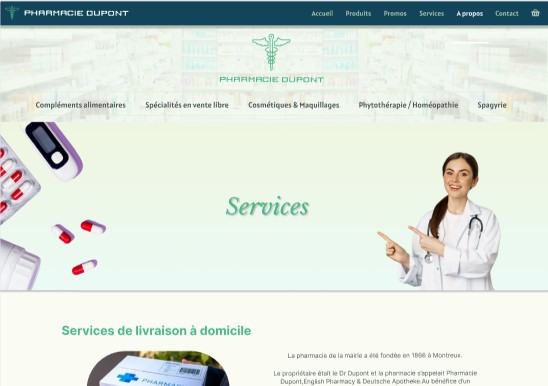 PHARMACIE DUPONT
Accueil Produits Promos Services A propos Contact
PHARMACIE DUPONT
Compléments alimentaires Spécialités en vente libre Cosmétiques & Maquillages Phytothérapie / Homéopathie Spagyrie
Services
Services de livraison à domicile
La pharmacie de la mairie a été fondée en 1866 à Montreux.
PHARMAC
Le propriétaire était le Dr Dupont et la pharmacie s'appelait Pharmacie
Dupont,English Pharmacy & Deutsche Apotheke.Au bénéfice d'un